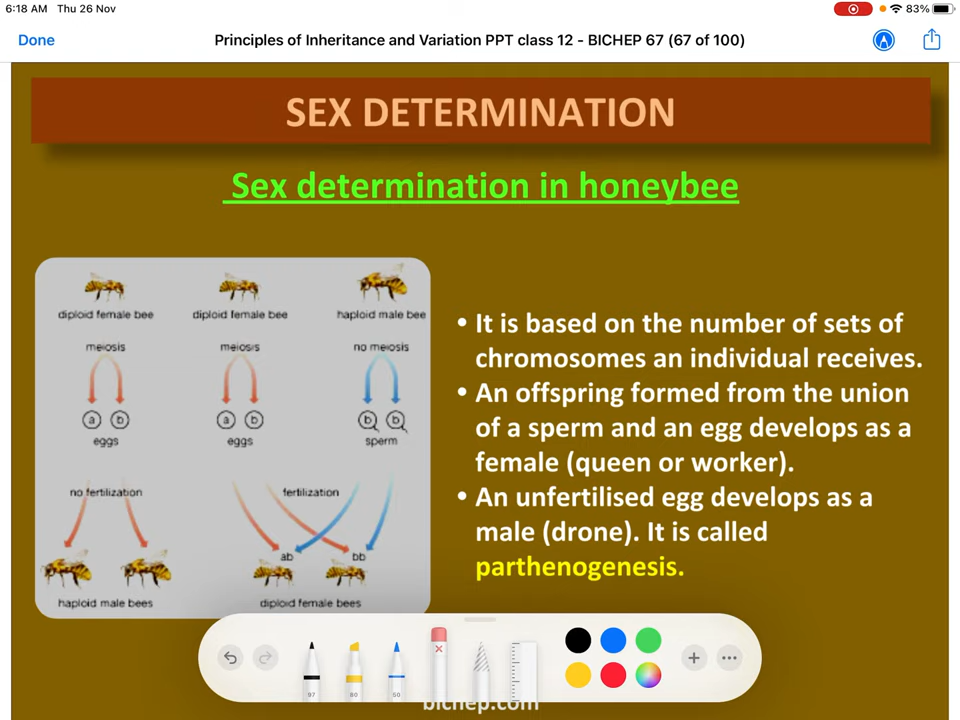 6:18 AM Thu 26 Nov
83%
Done
Principles of Inheritance and Variation PPT class 12 - BICHEP 67 (67 of 100)
SEX DETERMINATION
Sex determination in honeybee
diploid female bee
diploid female bee
haploid male bee
meiosis
meiosis
no meiosis
a b
a b
b b
eggs
eggs
sperm
no fertilization
fertilization
ab
bb
haploid male bees
diploid female bees
• It is based on the number of sets of
chromosomes an individual receives.
• An offspring formed from the union
of a sperm and an egg develops as a
female (queen or worker).
• An unfertilised egg develops as a
male (drone). It is called
parthenogenesis.
97
80
50
bichep.com